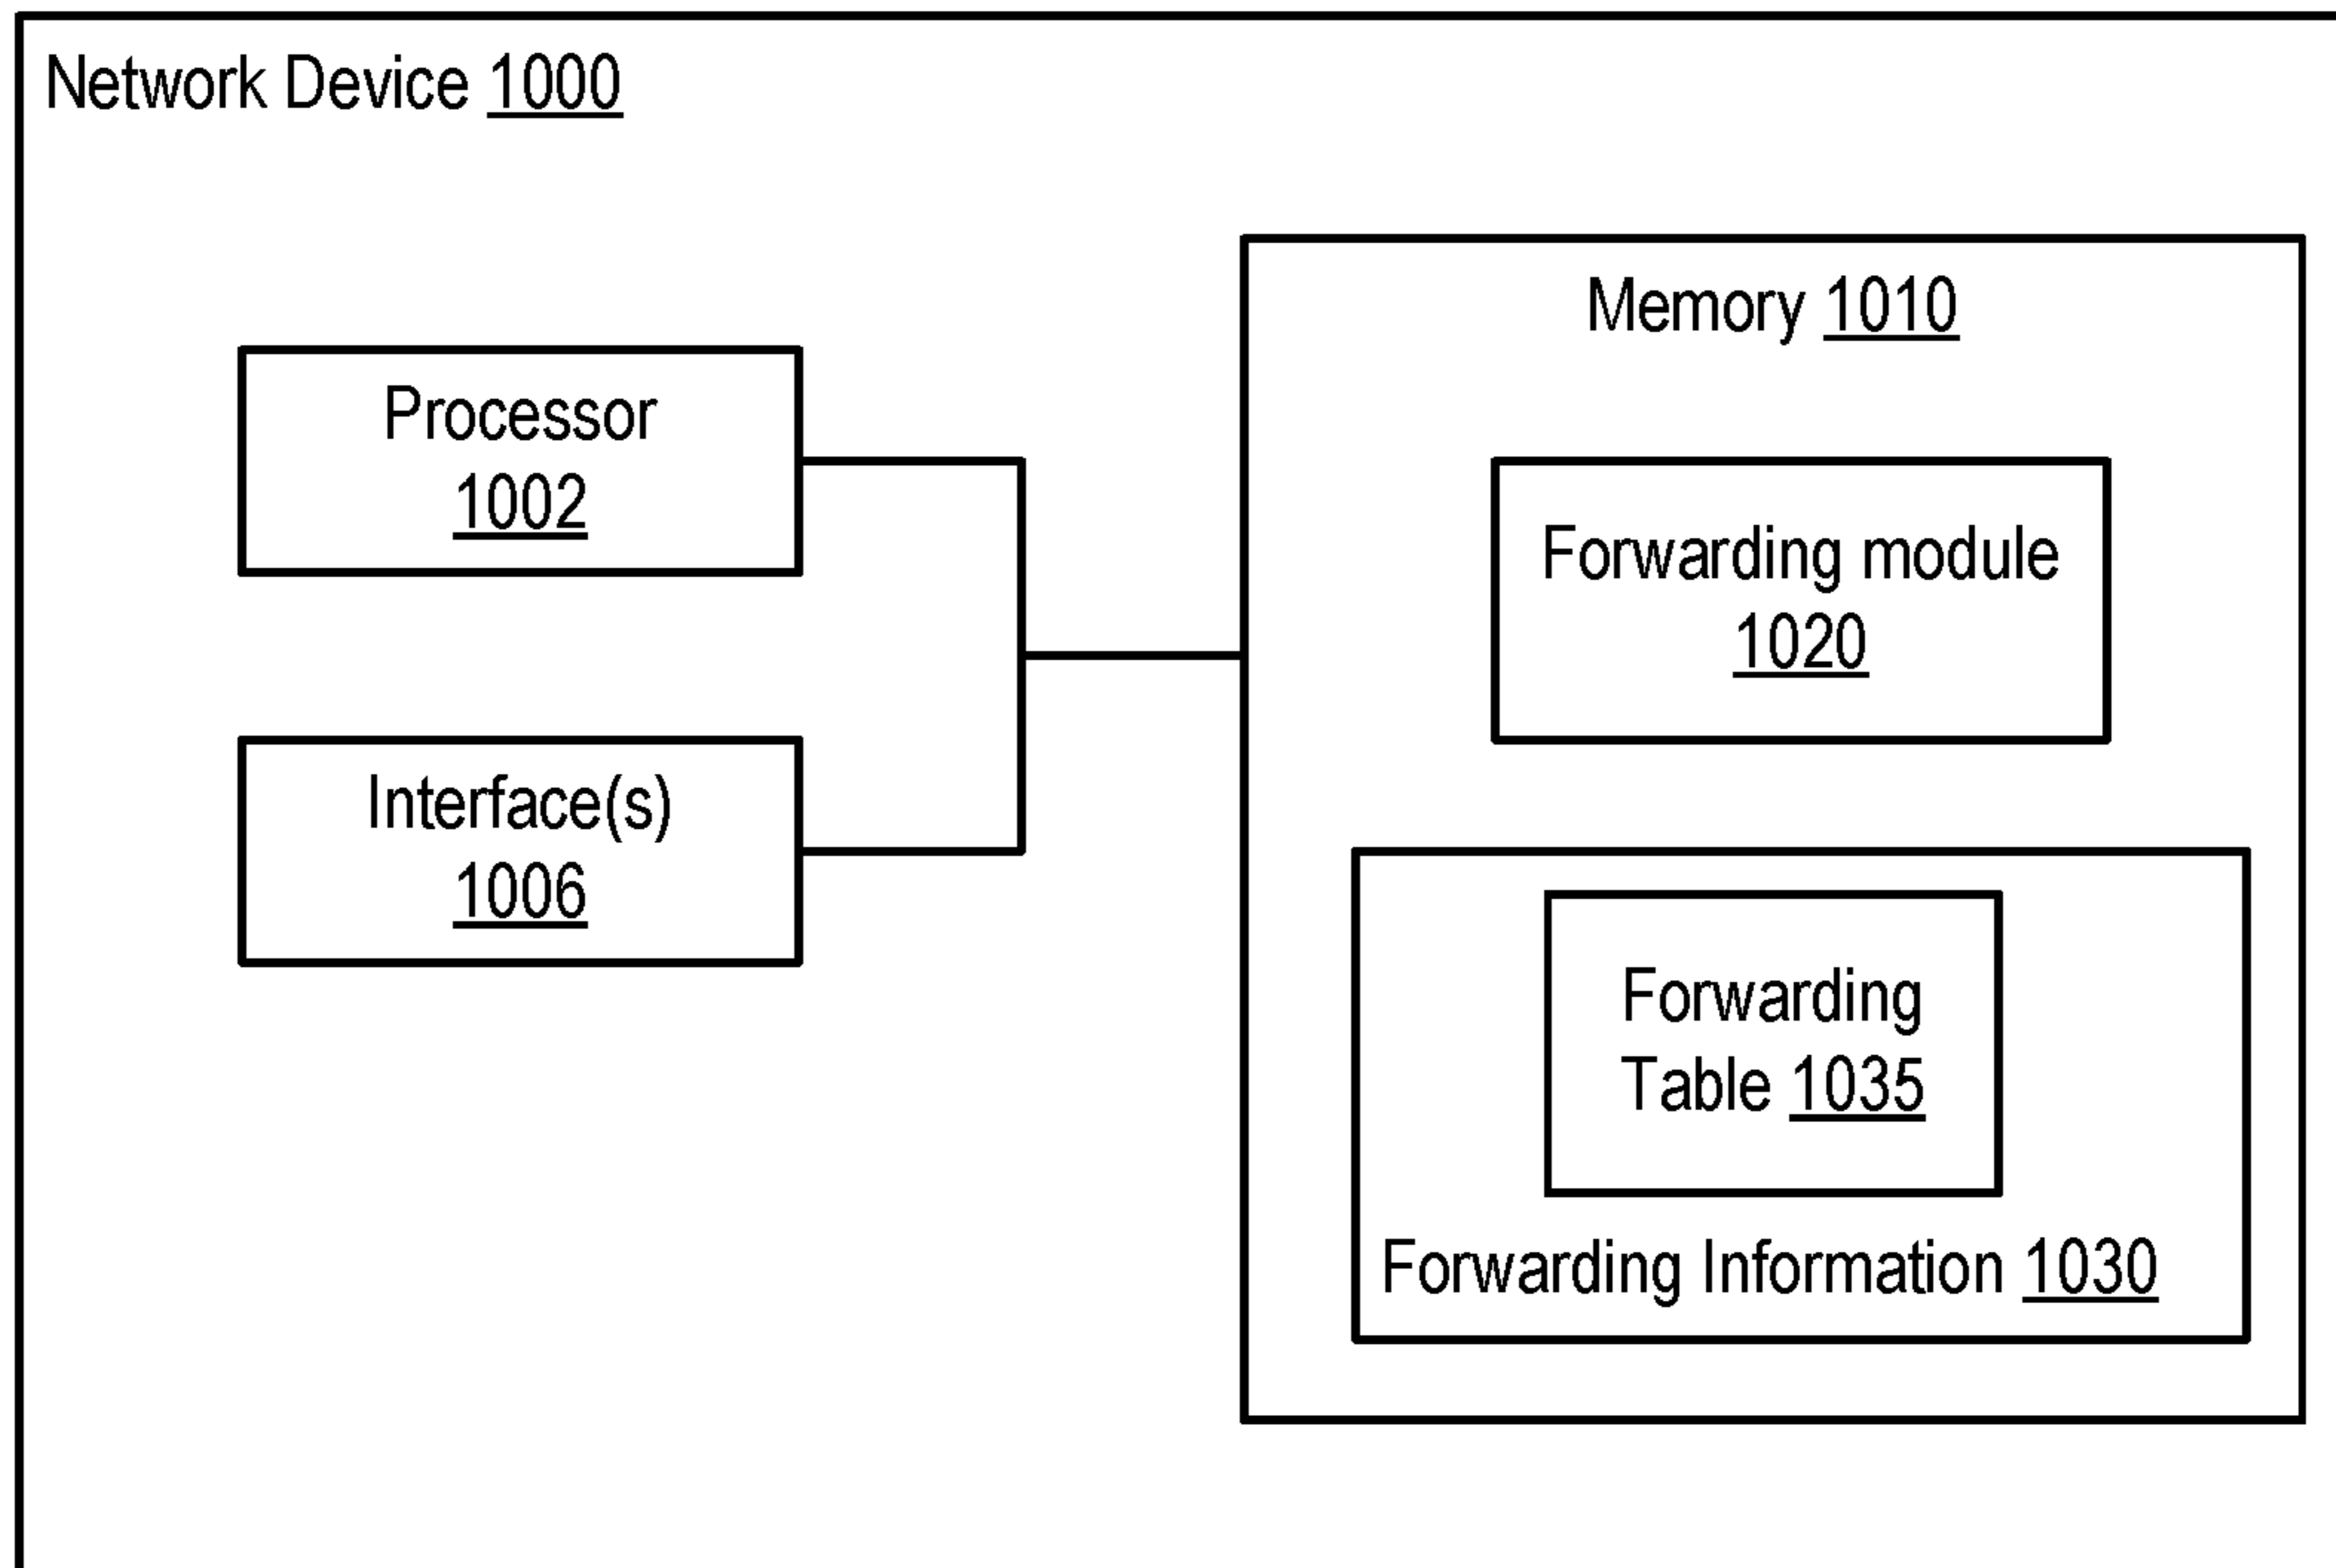 Network Device 1000
Memory 1010
Processor
1002
Forwarding module
1020
Interface(s)
1006
Forwarding
Table 1035
Forwarding Information 1030